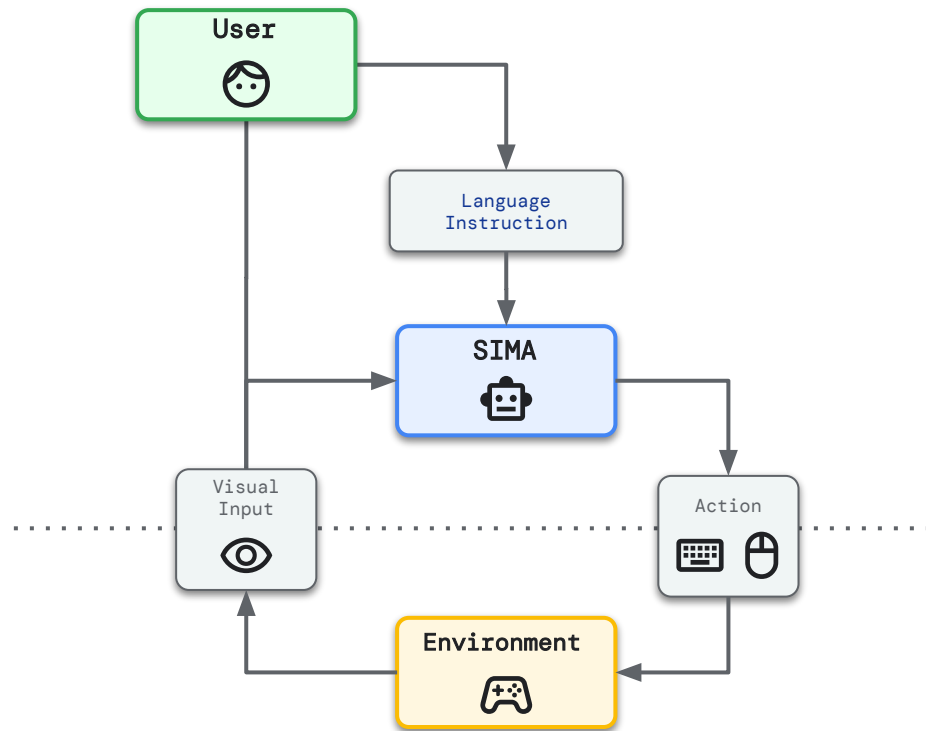 User
Language
Instruction
SIMA
Visual
Input
Action
Environment